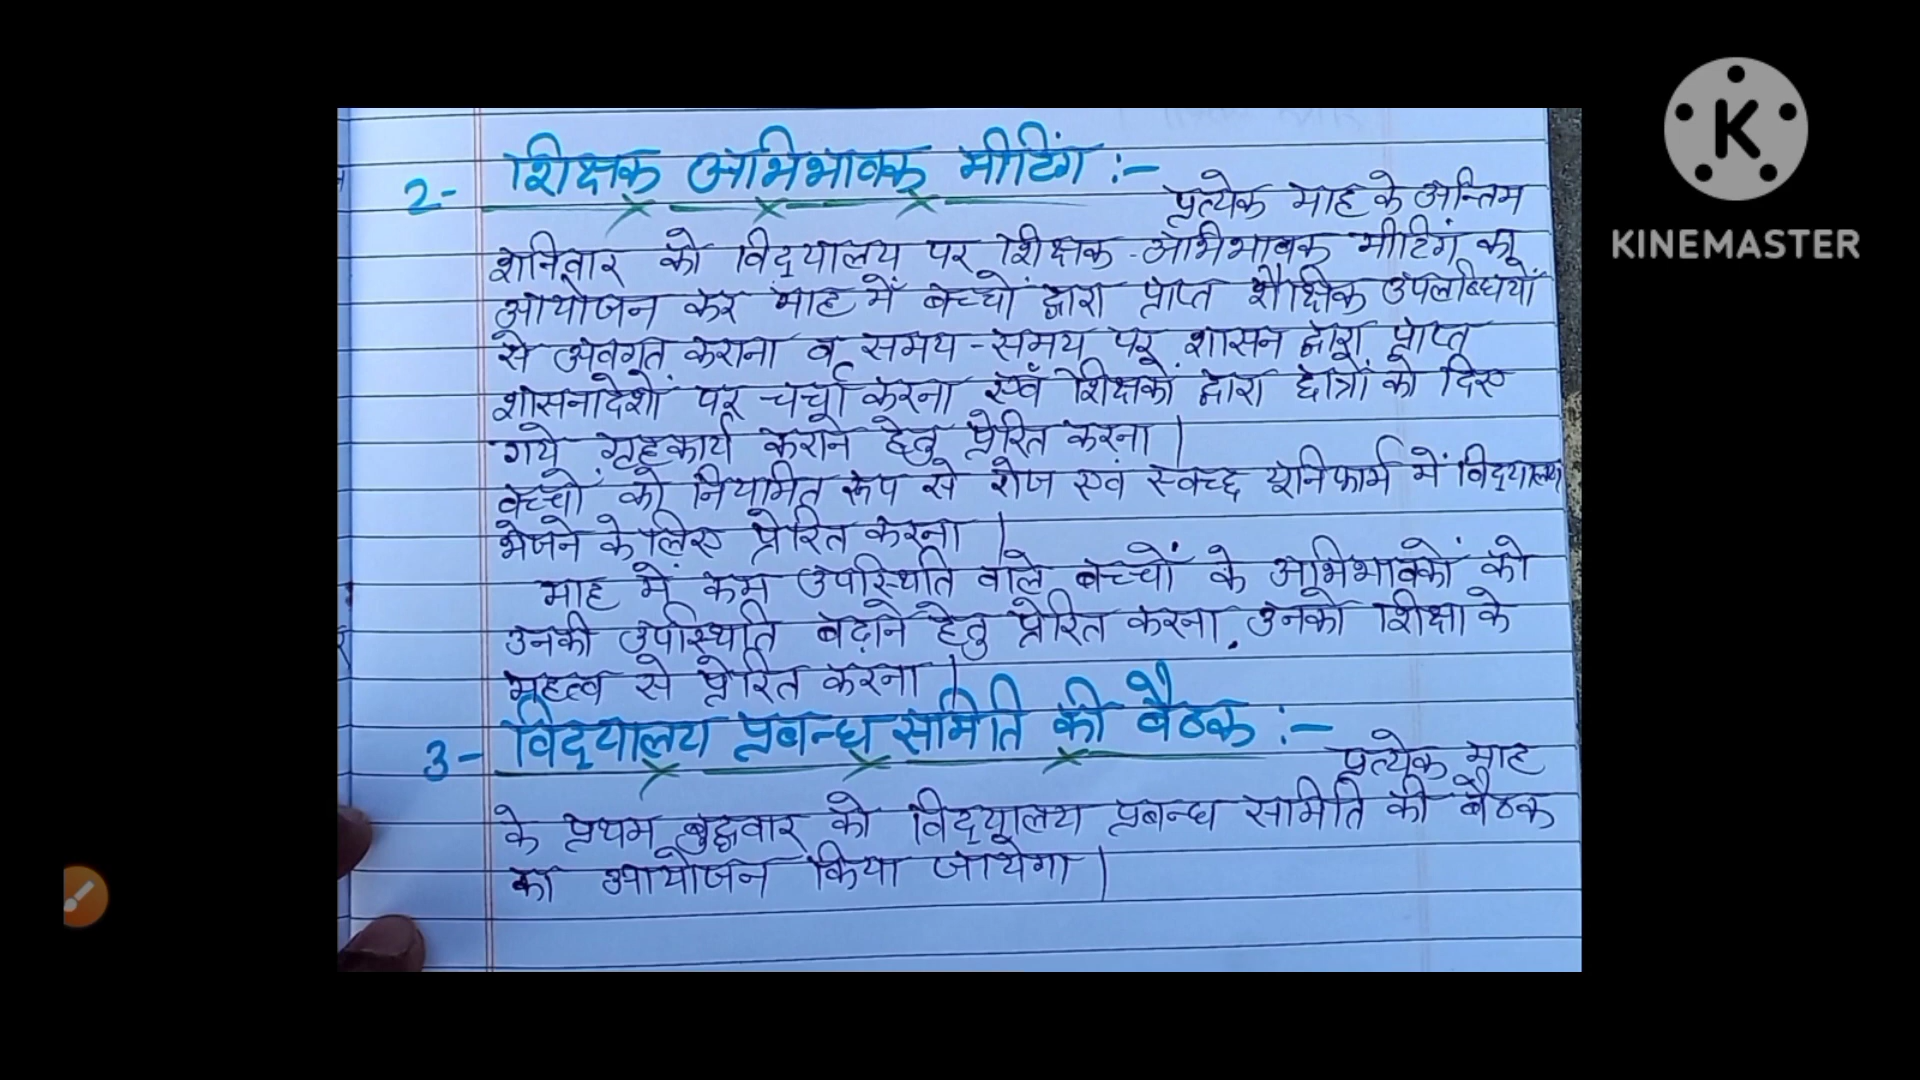 2- शिक्षक अभिभावक मीटिंग :-
प्रत्येक माह के अन्तिम
शनिवार को विद्यालय पर शिक्षक-अभिभावक मीटिंग का
आयोजन कर माह में बच्चों द्वारा प्राप्त शैक्षिक उपलब्धियों
से अवगत कराना व समय-समय पर शासन द्वारा प्राप्त
शासनादेशों पर चर्चा करना एवं शिक्षकों द्वारा छात्रों को दिए
गये गृहकार्य कराने हेतु प्रेरित करना |
बच्चों को नियमित रूप से रोज एवं स्वच्छ यूनिफार्म में विद्यालय
भेजने के लिए प्रेरित करना |
माह में कम उपस्थिति वाले बच्चों के अभिभावकों को
उनकी उपस्थिति बढ़ाने हेतु प्रेरित करना, उनको शिक्षा के
महत्व से प्रेरित करना |
3- विद्यालय प्रबन्ध समिति की बैठक :-
प्रत्येक माह
के प्रथम बुद्धवार को विद्यालय प्रबन्ध समिति की बैठक
का आयोजन किया जायेगा |
K
KINEMASTER